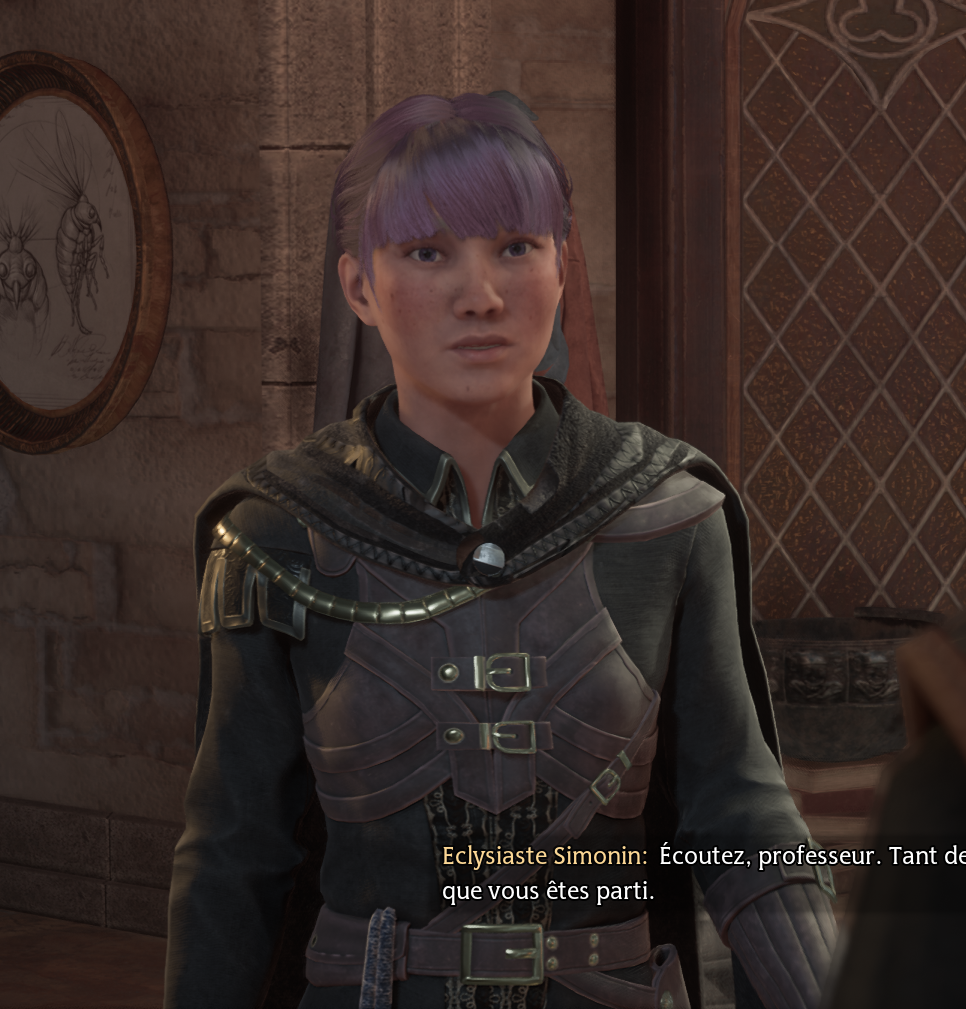 Eclysiaste Simonin: Écoutez, professeur. Tant de
que vous êtes parti.